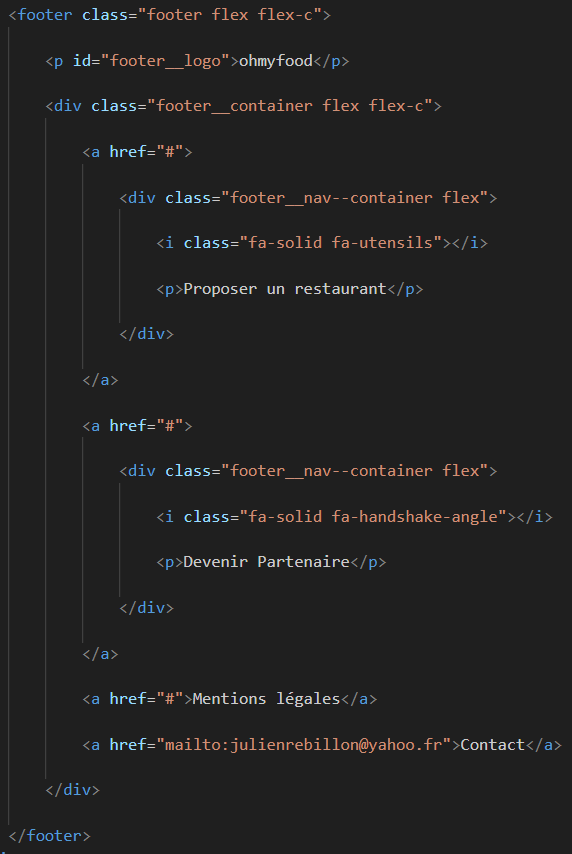 <footer class="footer flex flex-c">
<p id="footer__logo">ohmyfood</p>
<div class="footer__container flex flex-c">
<a href="#">
<div class="footer__nav--container flex">
<i class="fa-solid fa-utensils"></i>
<p>Proposer un restaurant</p>
</div>
</a>
<a href="#">
<div class="footer__nav--container flex">
<i class="fa-solid fa-handshake-angle"></i>
<p>Devenir Partenaire</p>
</div>
</a>
<a href="#">Mentions légales</a>
<a href="mailto:julienrebillon@yahoo.fr">Contact</a>
</div>
</footer>